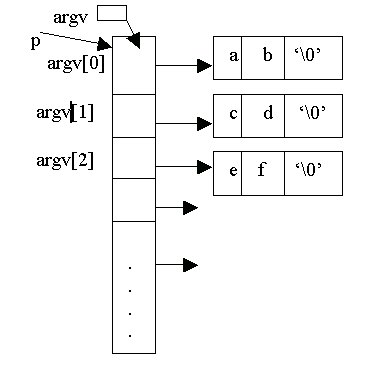 argv
p
argv[0] a b ‘\0’
argv[1] c d ‘\0’
argv[2] e f ‘\0’
.
.
.
.